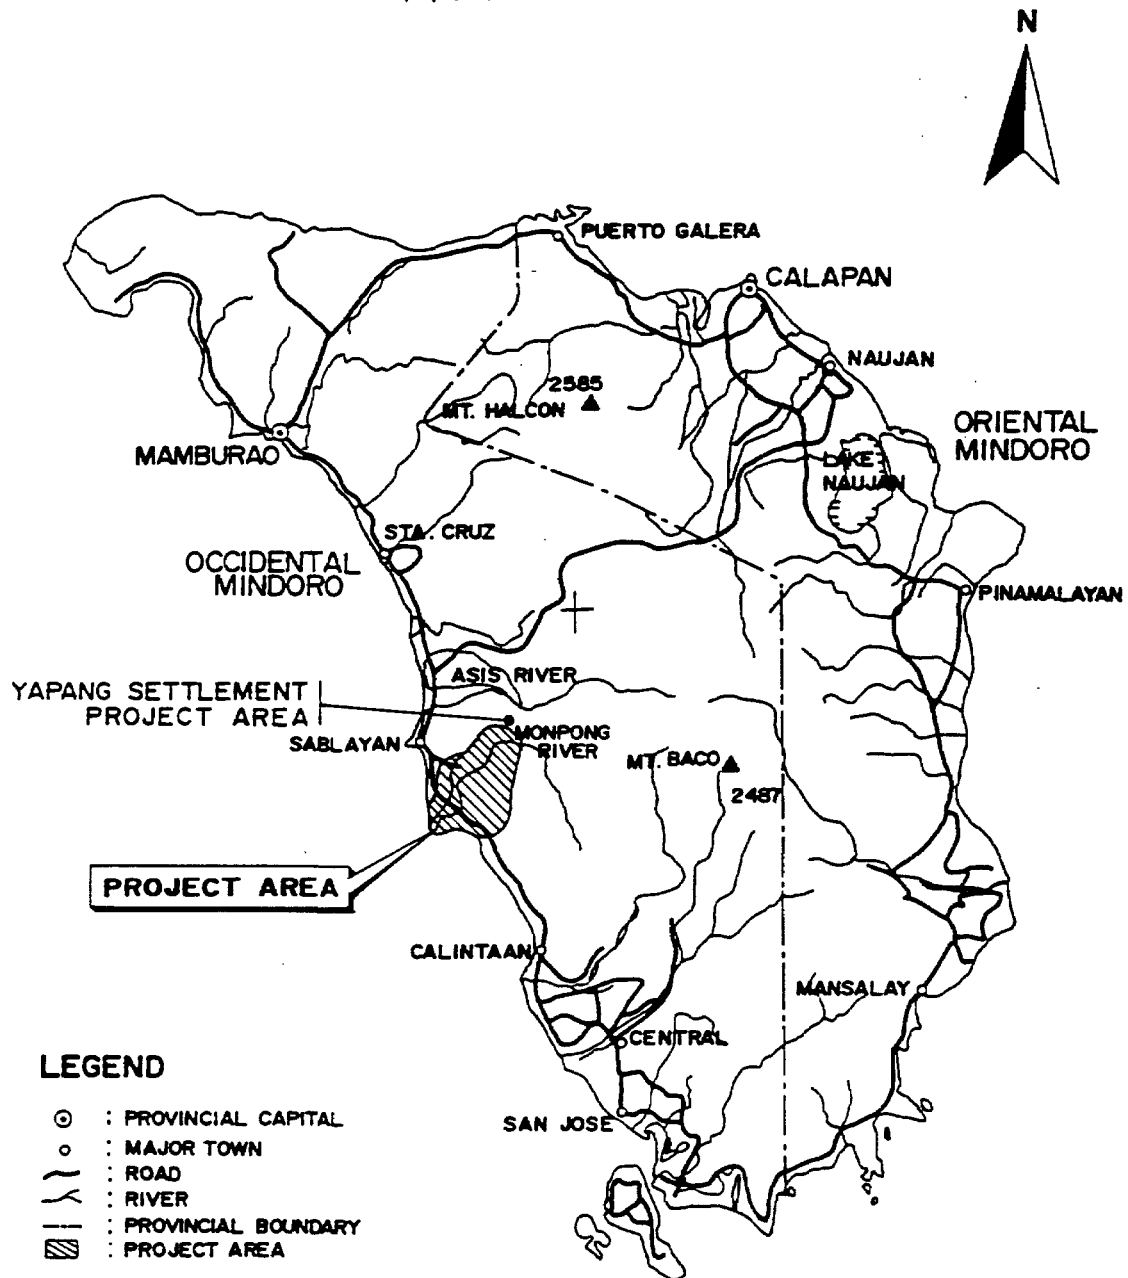 N
PUERTO GALERA
CALAPAN
NAUJAN
2585
MT. HALCON
ORIENTAL
MINDORO
MAMBURAO
LAKE
NAUJAN
STA. CRUZ
OCCIDENTAL
MINDORO
PINAMALAYAN
ASIS RIVER
YAPANG SETTLEMENT
PROJECT AREA
MONPONG
RIVER
SABLAYAN
MT. BACO
2487
PROJECT AREA
CALINTAAN
MANSALAY
CENTRAL
SAN JOSE
LEGEND
: PROVINCIAL CAPITAL
: MAJOR TOWN
: ROAD
: RIVER
: PROVINCIAL BOUNDARY
: PROJECT AREA